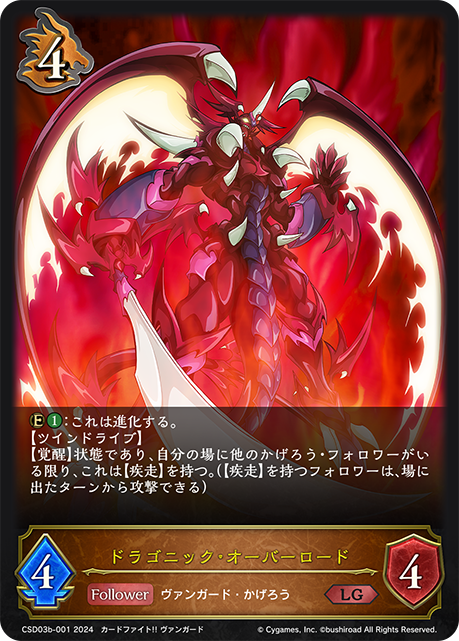 4
E 1:これは進化する。
【ツインドライブ】
【覚醒】状態であり、自分の場に他のかげろう・フォロワーがい
る限り、これは【疾走】を持つ。(【疾走】を持つフォロワーは、場に
出たターンから攻撃できる)
ドラゴニック・オーバーロード
4 Follower ヴァンガード・かげろう LG 4
CSD03b-001 2024 カードファイト!! ヴァンガード © Cygames, Inc. ©bushiroad All Rights Reserved.